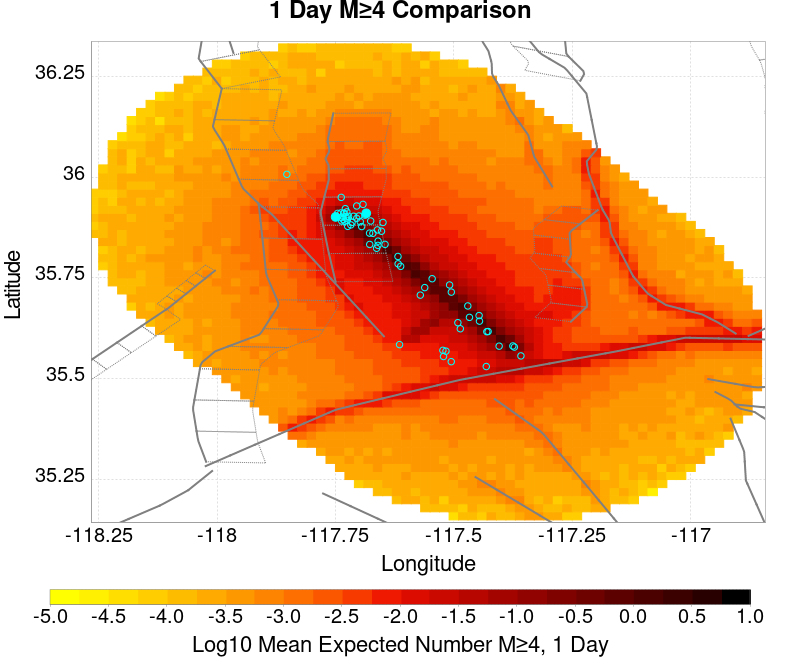 1 Day M≥4 Comparison
36.25
36
35.75
35.5
35.25
Latitude
-118.25 -118 -117.75 -117.5 -117.25 -117
Longitude
-5.0 -4.5 -4.0 -3.5 -3.0 -2.5 -2.0 -1.5 -1.0 -0.5 0.0 0.5 1.0
Log10 Mean Expected Number M≥4, 1 Day